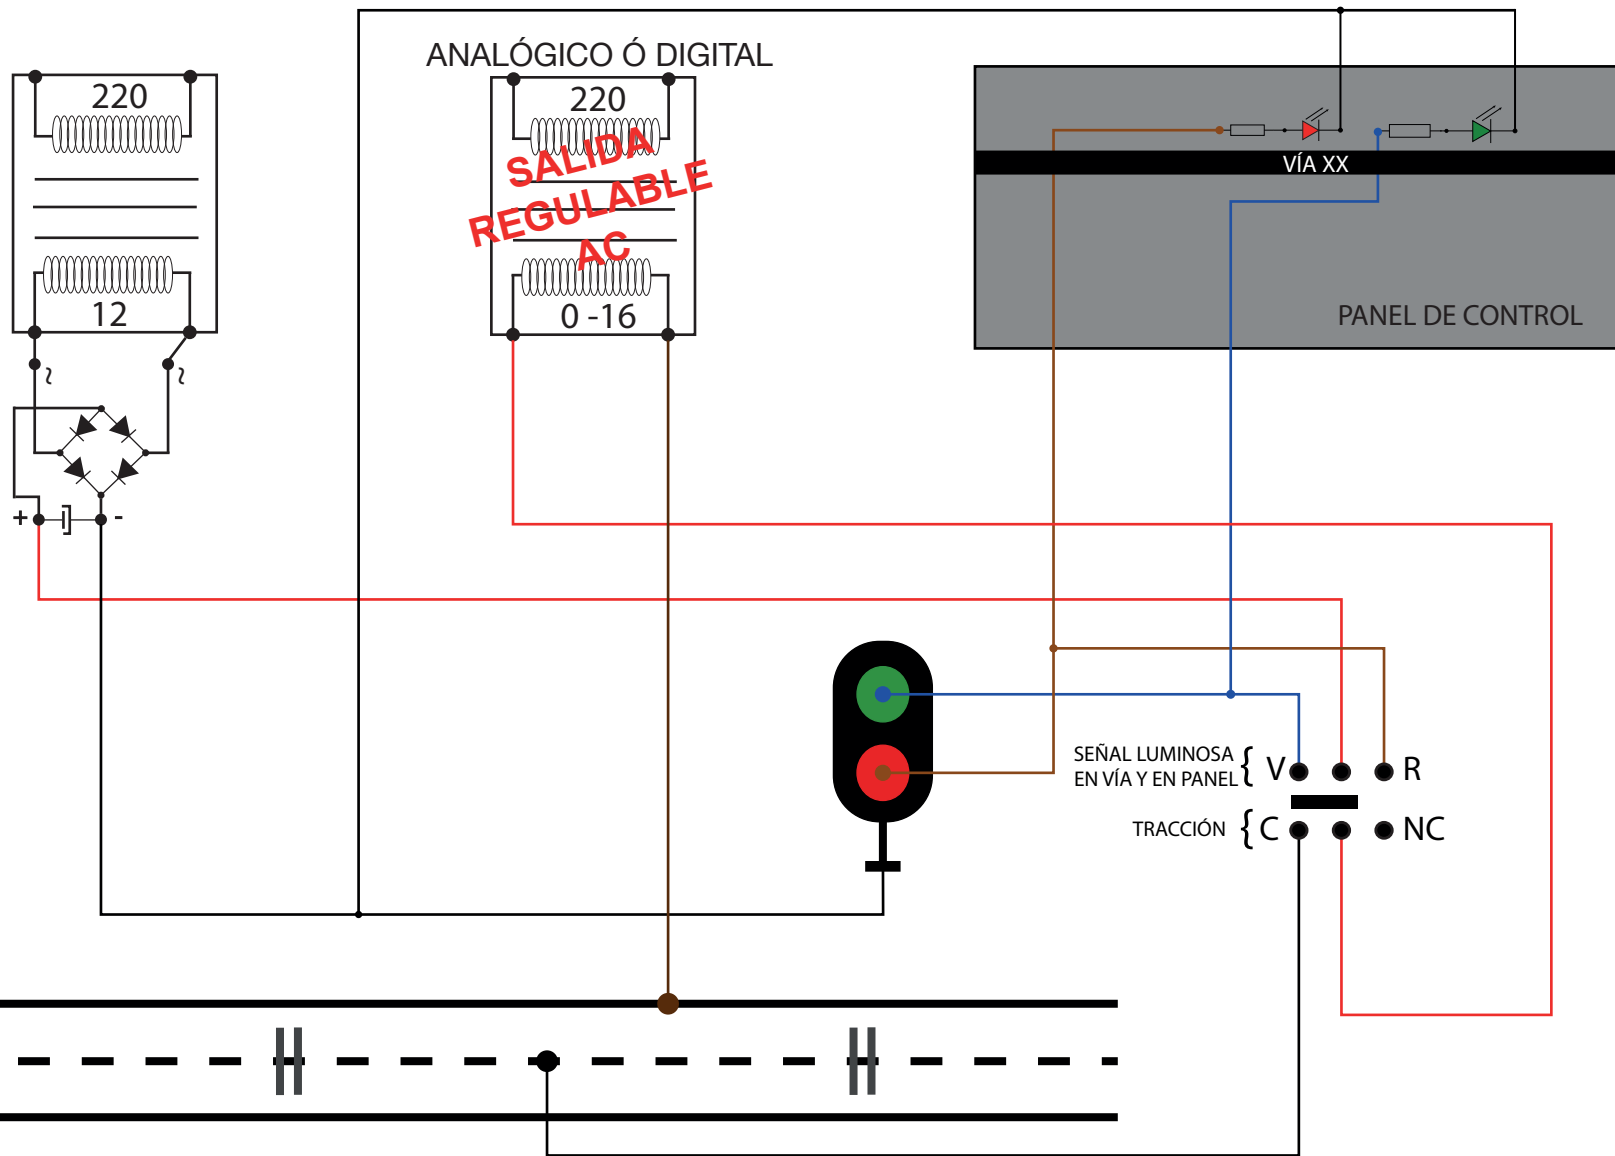 ANALÓGICO Ó DIGITAL
220
12
~
~
+
-
220
SALIDA
REGULABLE
AC
0 -16
VÍA XX
PANEL DE CONTROL
SEÑAL LUMINOSA
EN VÍA Y EN PANEL
{ V
R
TRACCIÓN
{ C
NC